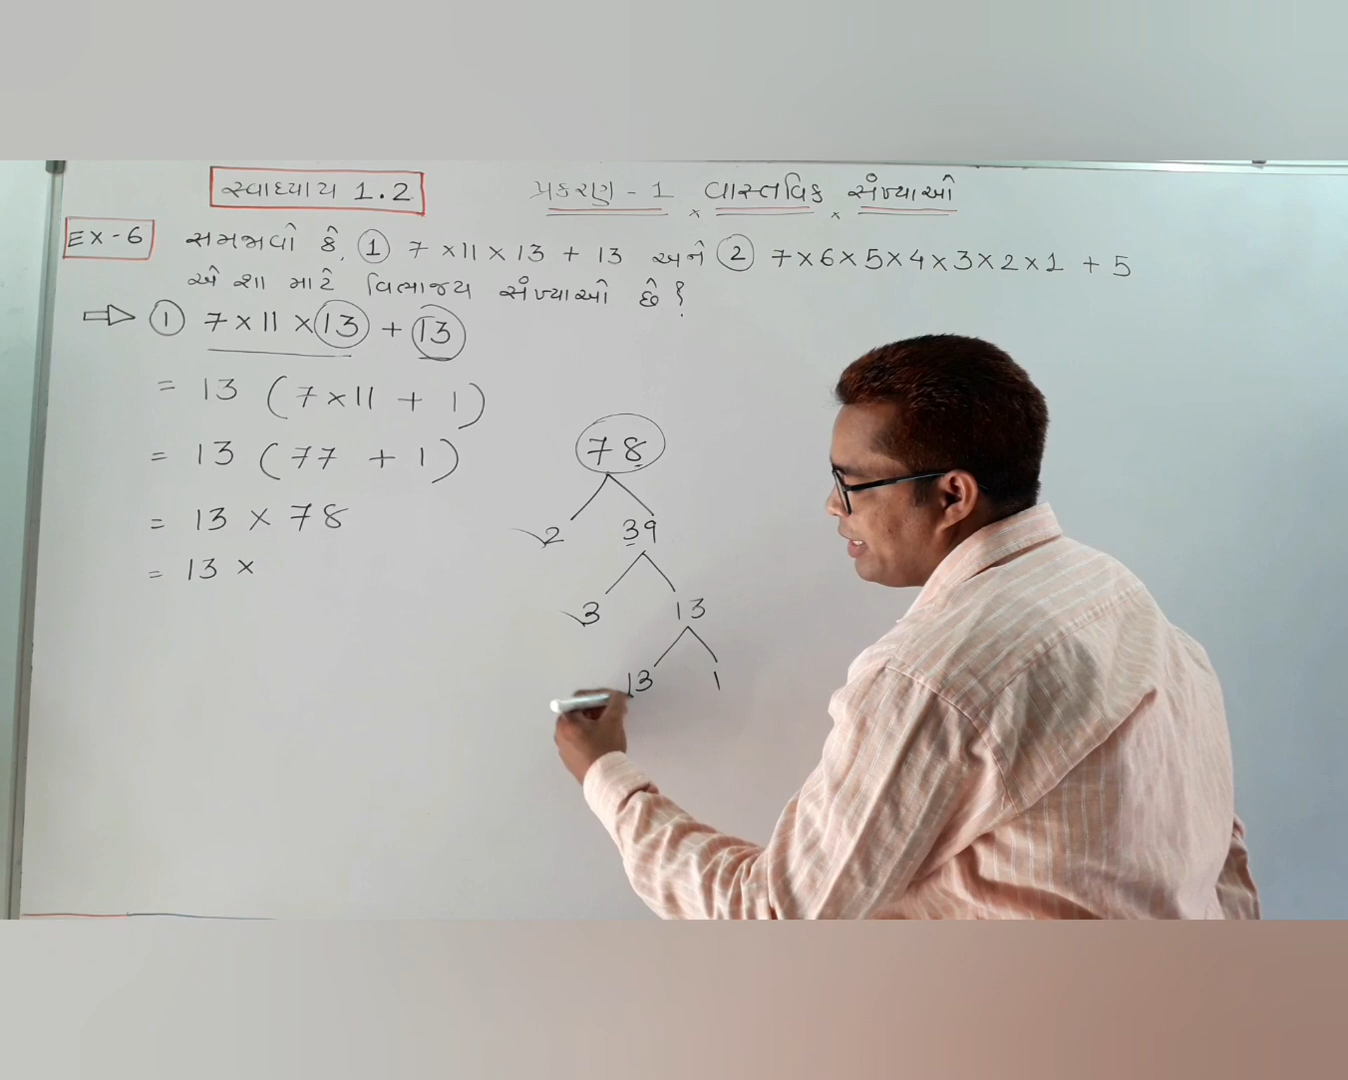 સ્વાધ્યાય 1.2 પ્રકરણ - 1 વાસ્તવિક સંખ્યાઓ
EX-6 સમજાવો કે, ① 7 × 11 × 13 + 13 અને ② 7 × 6 × 5 × 4 × 3 × 2 × 1 + 5
એ શા માટે વિભાજ્ય સંખ્યાઓ છે ?
⇒ ① 7 × 11 × 13 + 13
= 13 (7 × 11 + 1)
= 13 (77 + 1)
= 13 × 78
= 13 ×
78
2 39
3 13
13 1